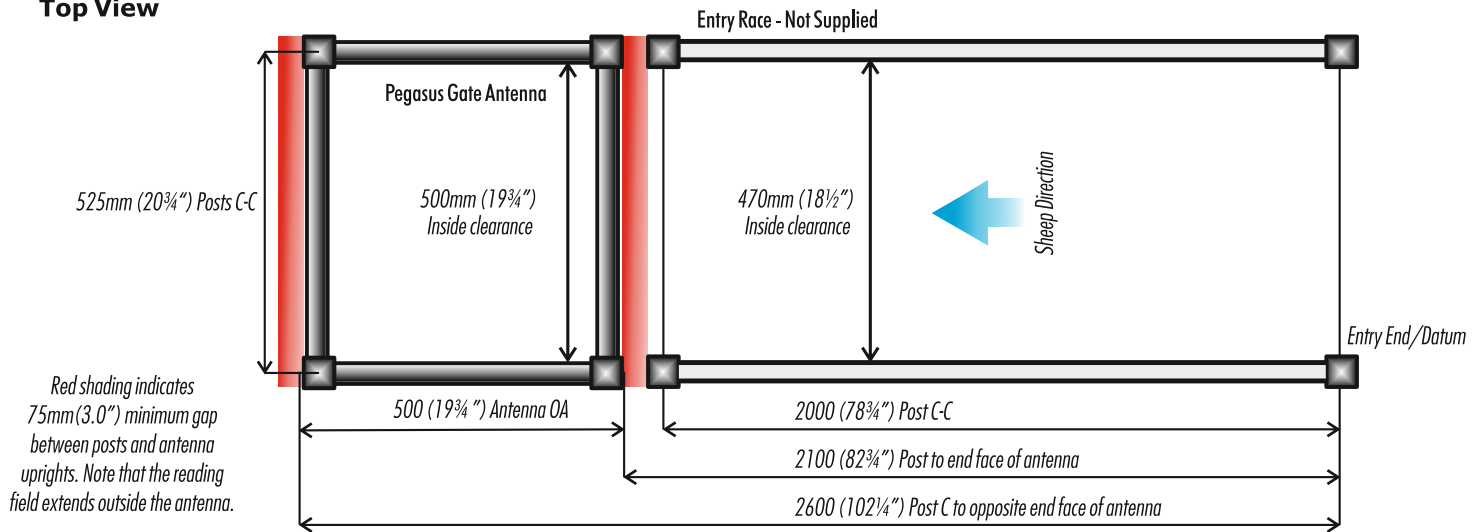 Top View
Entry Race - Not Supplied
Pegasus Gate Antenna
525mm (20¾″) Posts C-C
500mm (19¾″)
Inside clearance
470mm (18½″)
Inside clearance
Sheep Direction
Entry End/Datum
Red shading indicates
75mm(3.0″) minimum gap
between posts and antenna
uprights. Note that the reading
field extends outside the antenna.
500 (19¾ ″) Antenna OA
2000 (78¾″) Post C-C
2100 (82¾″) Post to end face of antenna
2600 (102¼″) Post C to opposite end face of antenna